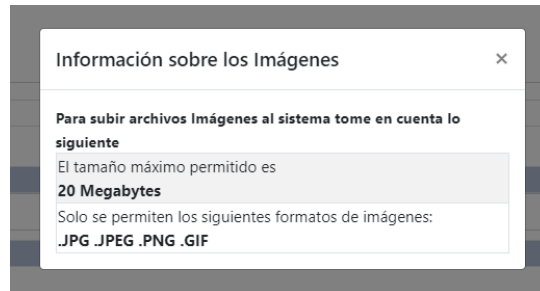 Información sobre los Imágenes
×
Para subir archivos Imágenes al sistema tome en cuenta lo
siguiente
El tamaño máximo permitido es
20 Megabytes
Solo se permiten los siguientes formatos de imágenes:
.JPG .JPEG .PNG .GIF